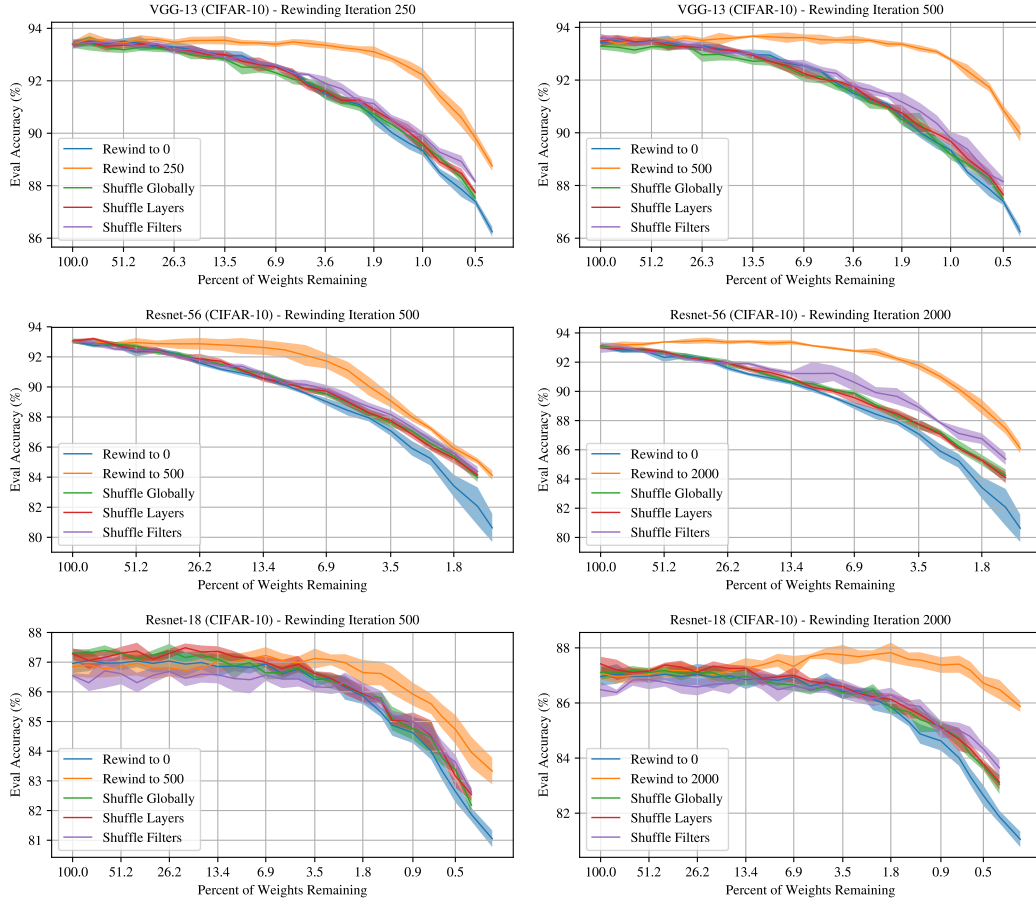 VGG-13 (CIFAR-10) - Rewinding Iteration 250
94
92
90
88
86
Eval Accuracy (%)
Rewind to 0
Rewind to 250
Shuffle Globally
Shuffle Layers
Shuffle Filters
100.0 51.2 26.3 13.5 6.9 3.6 1.9 1.0 0.5
Percent of Weights Remaining
VGG-13 (CIFAR-10) - Rewinding Iteration 500
94
92
90
88
86
Eval Accuracy (%)
Rewind to 0
Rewind to 500
Shuffle Globally
Shuffle Layers
Shuffle Filters
100.0 51.2 26.3 13.5 6.9 3.6 1.9 1.0 0.5
Percent of Weights Remaining
Resnet-56 (CIFAR-10) - Rewinding Iteration 500
94
92
90
88
86
84
82
80
Eval Accuracy (%)
Rewind to 0
Rewind to 500
Shuffle Globally
Shuffle Layers
Shuffle Filters
100.0 51.2 26.2 13.4 6.9 3.5 1.8
Percent of Weights Remaining
Resnet-56 (CIFAR-10) - Rewinding Iteration 2000
94
92
90
88
86
84
82
80
Eval Accuracy (%)
Rewind to 0
Rewind to 2000
Shuffle Globally
Shuffle Layers
Shuffle Filters
100.0 51.2 26.2 13.4 6.9 3.5 1.8
Percent of Weights Remaining
Resnet-18 (CIFAR-10) - Rewinding Iteration 500
88
87
86
85
84
83
82
81
Eval Accuracy (%)
Rewind to 0
Rewind to 500
Shuffle Globally
Shuffle Layers
Shuffle Filters
100.0 51.2 26.2 13.4 6.9 3.5 1.8 0.9 0.5
Percent of Weights Remaining
Resnet-18 (CIFAR-10) - Rewinding Iteration 2000
88
86
84
82
Eval Accuracy (%)
Rewind to 0
Rewind to 2000
Shuffle Globally
Shuffle Layers
Shuffle Filters
100.0 51.2 26.2 13.4 6.9 3.5 1.8 0.9 0.5
Percent of Weights Remaining